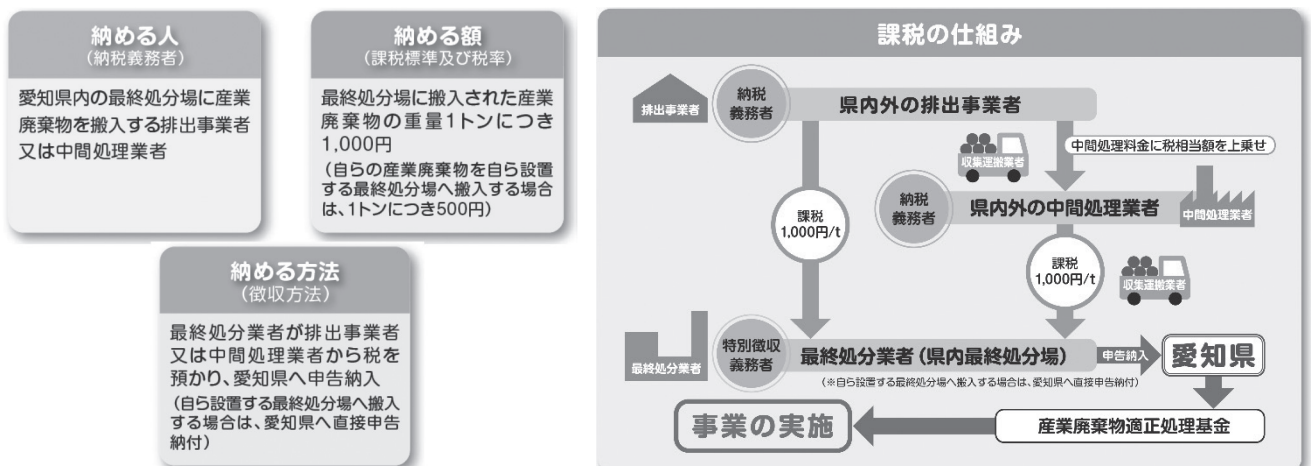 納める人
(納税義務者)
愛知県内の最終処分場に産業
廃棄物を搬入する排出事業者
又は中間処理業者
納める額
(課税標準及び税率)
最終処分場に搬入された産業
廃棄物の重量1トンにつき
1,000円
(自らの産業廃棄物を自ら設置
する最終処分場へ搬入する場合
は、1トンにつき500円)
納める方法
(徴収方法)
最終処分業者が排出事業者
又は中間処理業者から税を
預かり、愛知県へ申告納入
(自ら設置する最終処分場へ搬入
する場合は、愛知県へ直接申告
納付)
課税の仕組み
排出事業者
納税
義務者
県内外の排出事業者
収集運搬業者
中間処理料金に税相当額を上乗せ
納税
義務者
県内外の中間処理業者
中間処理業者
課税
1,000円/t
課税
1,000円/t
収集運搬業者
最終処分業者
特別徴収
義務者
最終処分業者(県内最終処分場)
申告納入
愛知県
(※自ら設置する最終処分場へ搬入する場合は、愛知県へ直接申告納付)
事業の実施
産業廃棄物適正処理基金